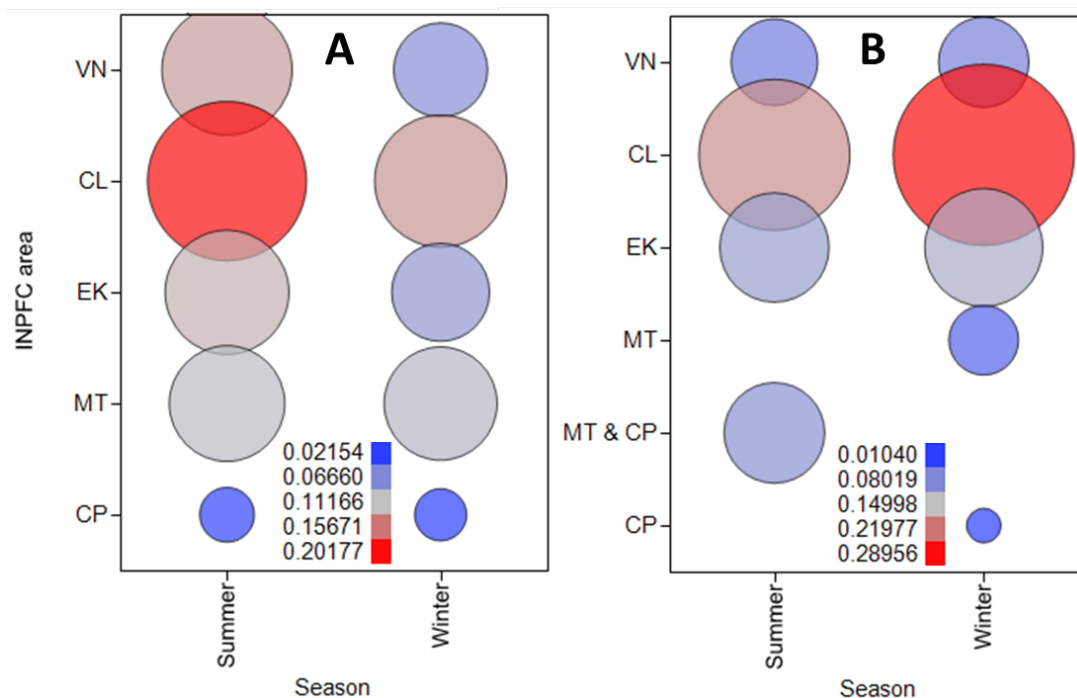 A
INPFC area
VN
CL
EK
MT
CP
0.02154
0.06660
0.11166
0.15671
0.20177
Summer
Winter
Season
B
VN
CL
EK
MT
MT & CP
CP
0.01040
0.08019
0.14998
0.21977
0.28956
Summer
Winter
Season